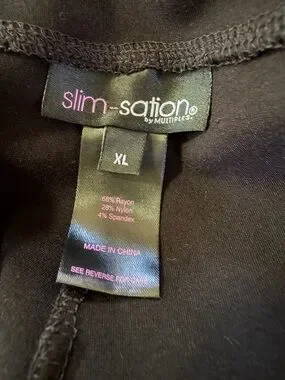 slim-sation®
by MULTIPLES®
XL
68% Rayon
28% Nylon
4% Spandex
MADE IN CHINA
SEE REVERSE FOR CARE